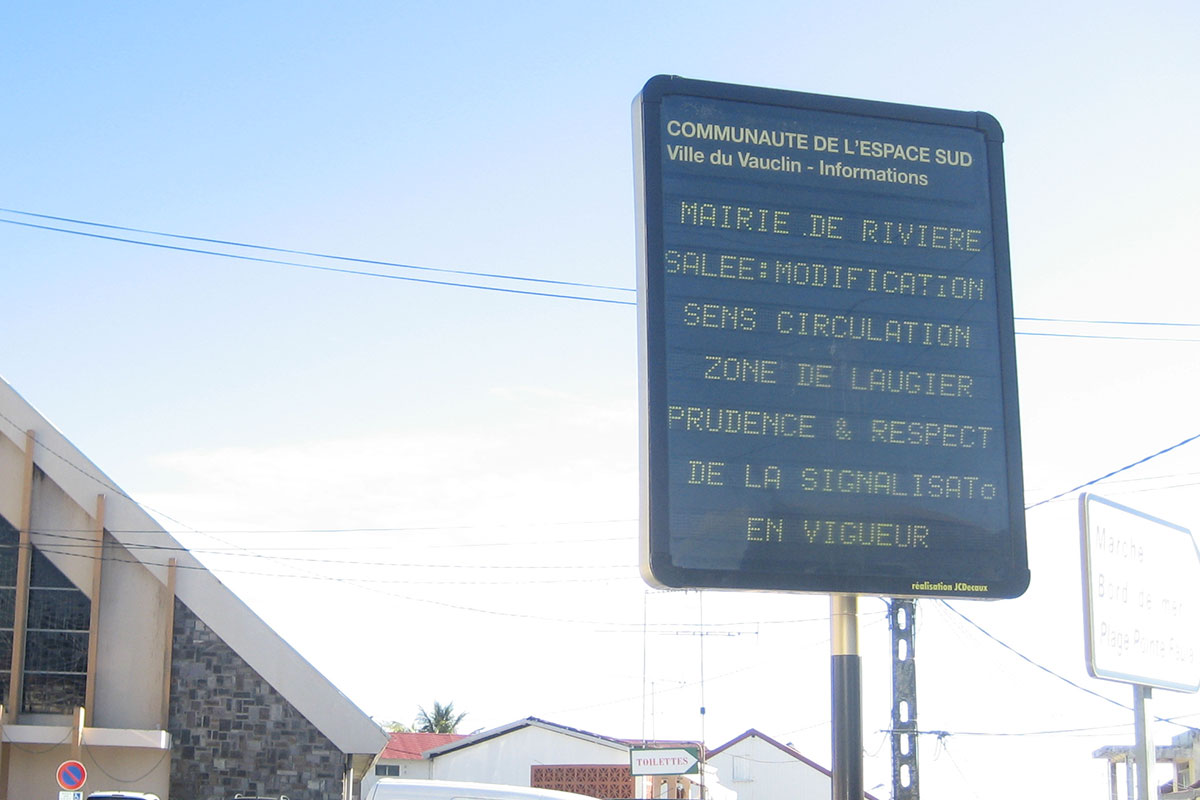 COMMUNAUTE DE L'ESPACE SUD
Ville du Vauclin - Informations
MAIRIE DE RIVIERE
SALEE:MODIFICATiON
SENS CIRCULATION
ZONE DE LAUGIER
PRUDENCE & RESPECT
DE LA SIGNALISATo
EN VIGUEUR
réalisation JCDecaux
Marche
Bord de mer
Plage Pointe Faula
TOILETTES